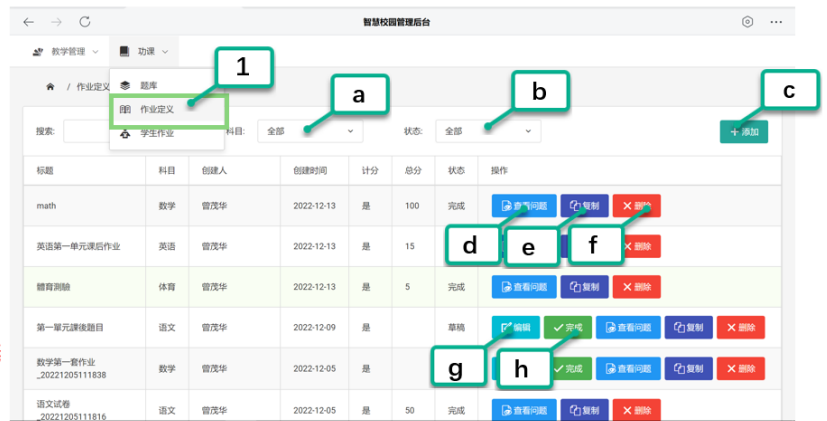 智慧校园管理后台
教学管理 功课
1
a
b
c
/ 作业定义
题库
作业定义
学生作业
搜索: 科目: 全部 状态: 全部 + 添加
标题 科目 创建人 创建时间 计分 总分 状态 操作
math 数学 曾茂华 2022-12-13 是 100 完成 查看问题 复制 删除
英语第一单元课后作业 英语 曾茂华 2022-12-13 是 15 删除
d
e
f
體育測驗 体育 曾茂华 2022-12-13 是 5 完成 查看问题 复制 删除
第一單元課後題目 语文 曾茂华 2022-12-09 是 草稿 编辑 完成 查看问题 复制 删除
g
h
数学第一套作业
_20221205111838 数学 曾茂华 2022-12-05 是 完成 查看问题 复制 删除
语文试卷
_20221205111816 语文 曾茂华 2022-12-05 是 50 完成 查看问题 复制 删除